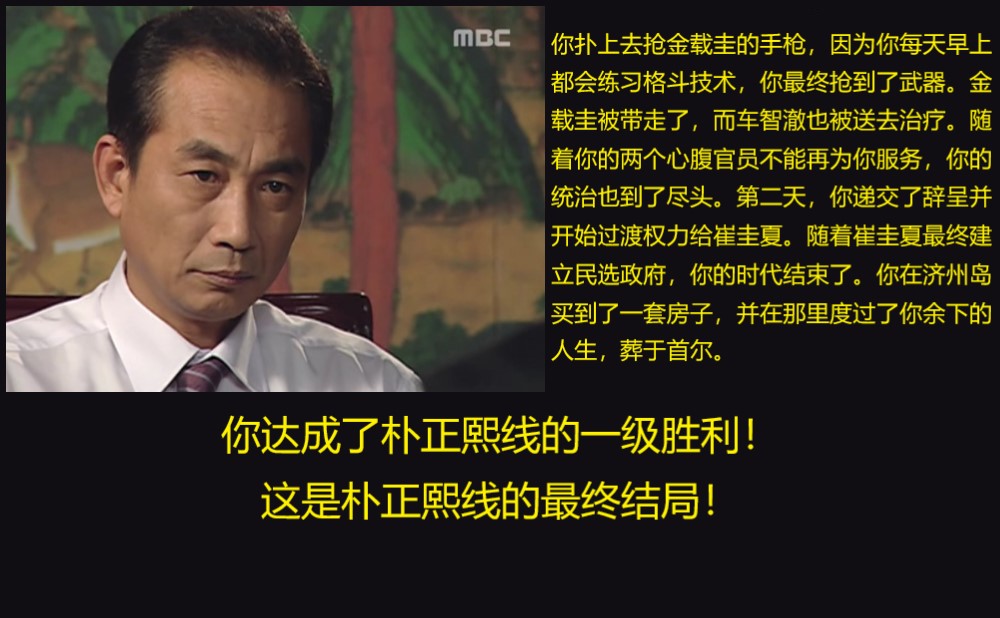 MBC
你扑上去抢金载圭的手枪，因为你每天早上
都会练习格斗技术，你最终抢到了武器。金
载圭被带走了，而车智澈也被送去治疗。随
着你的两个心腹官员不能再为你服务，你的
统治也到了尽头。第二天，你递交了辞呈并
开始过渡权力给崔圭夏。随着崔圭夏最终建
立民选政府，你的时代结束了。你在济州岛
买到了一套房子，并在那里度过了你余下的
人生，葬于首尔。
你达成了朴正熙线的一级胜利！
这是朴正熙线的最终结局！